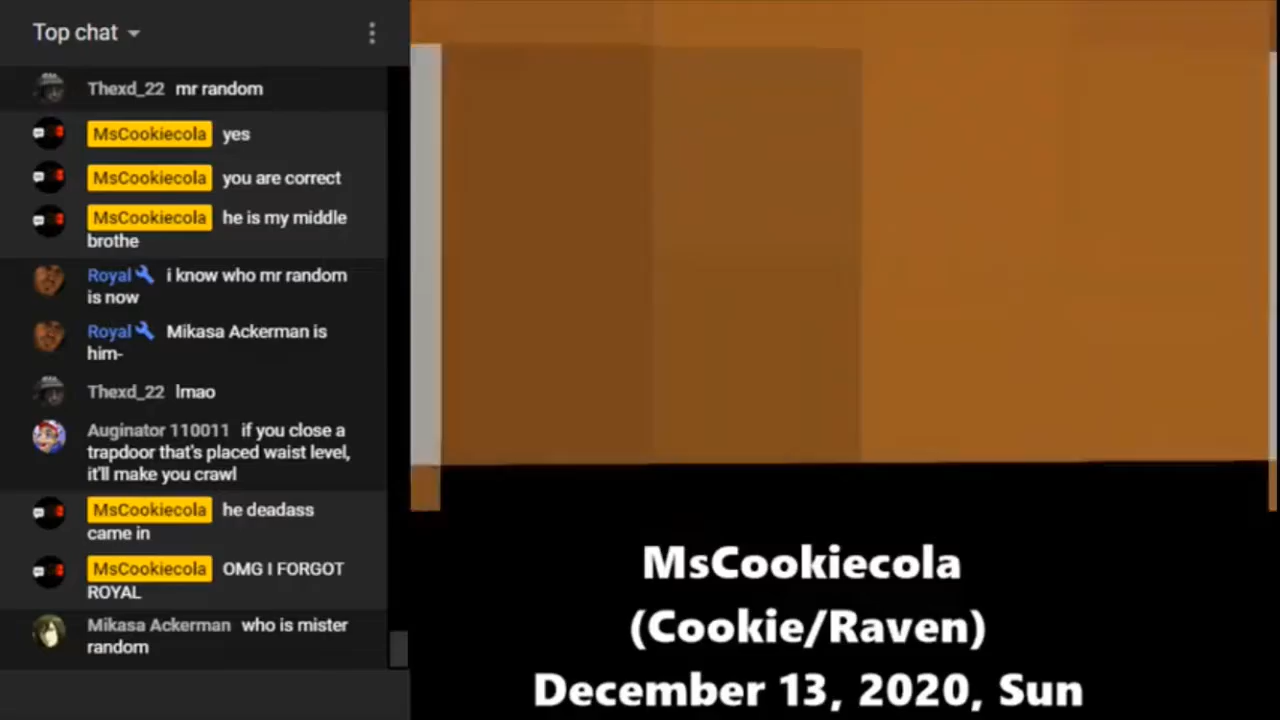 Top chat
Thexd_22 mr random
MsCookiecola yes
MsCookiecola you are correct
MsCookiecola he is my middle
brothe
Royal i know who mr random
is now
Royal Mikasa Ackerman is
him-
Thexd_22 lmao
Auginator 110011 if you close a
trapdoor that's placed waist level,
it'll make you crawl
MsCookiecola he deadass
came in
MsCookiecola OMG I FORGOT
ROYAL
Mikasa Ackerman who is mister
random
MsCookiecola
(Cookie/Raven)
December 13, 2020, Sun